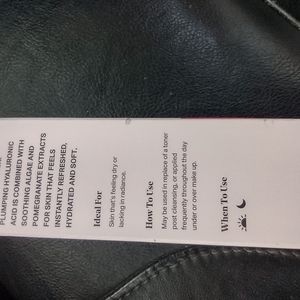 PLUMPING HYALURONIC
ACID IS COMBINED WITH
SOOTHING ALGAE AND
POMEGRANATE EXTRACTS
FOR SKIN THAT FEELS
INSTANTLY REFRESHED,
HYDRATED AND SOFT.
Ideal For
Skin that's feeling dry or
lacking in radiance.
How To Use
May be used in replace of a toner
post cleansing, or applied
frequently throughout the day
under or over make up.
When To Use